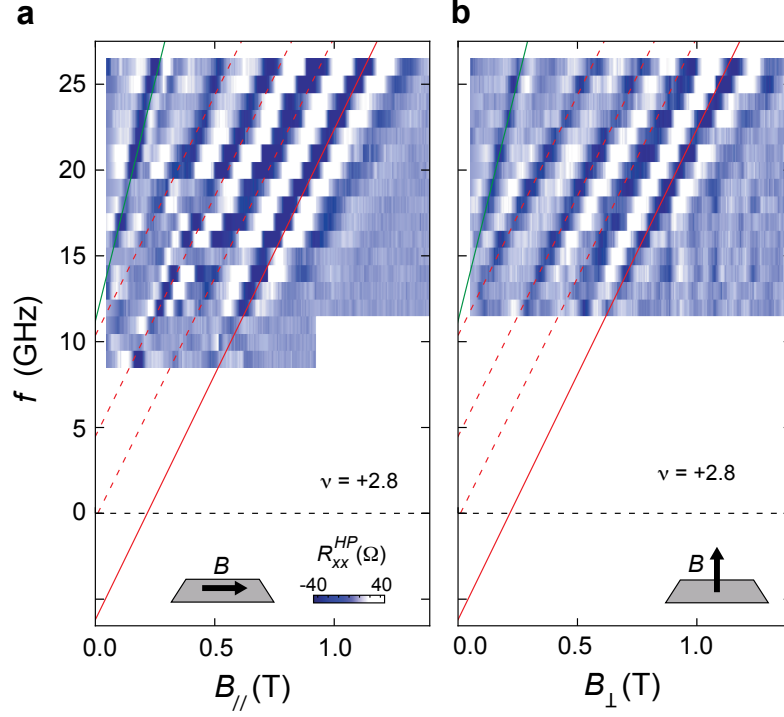 a
b
25
20
15
10
5
0
f (GHz)
ν = +2.8
ν = +2.8
B
R_xx^HP(Ω)
-40 40
B
0.0 0.5 1.0
0.0 0.5 1.0
B_//(T)
B_⊥(T)